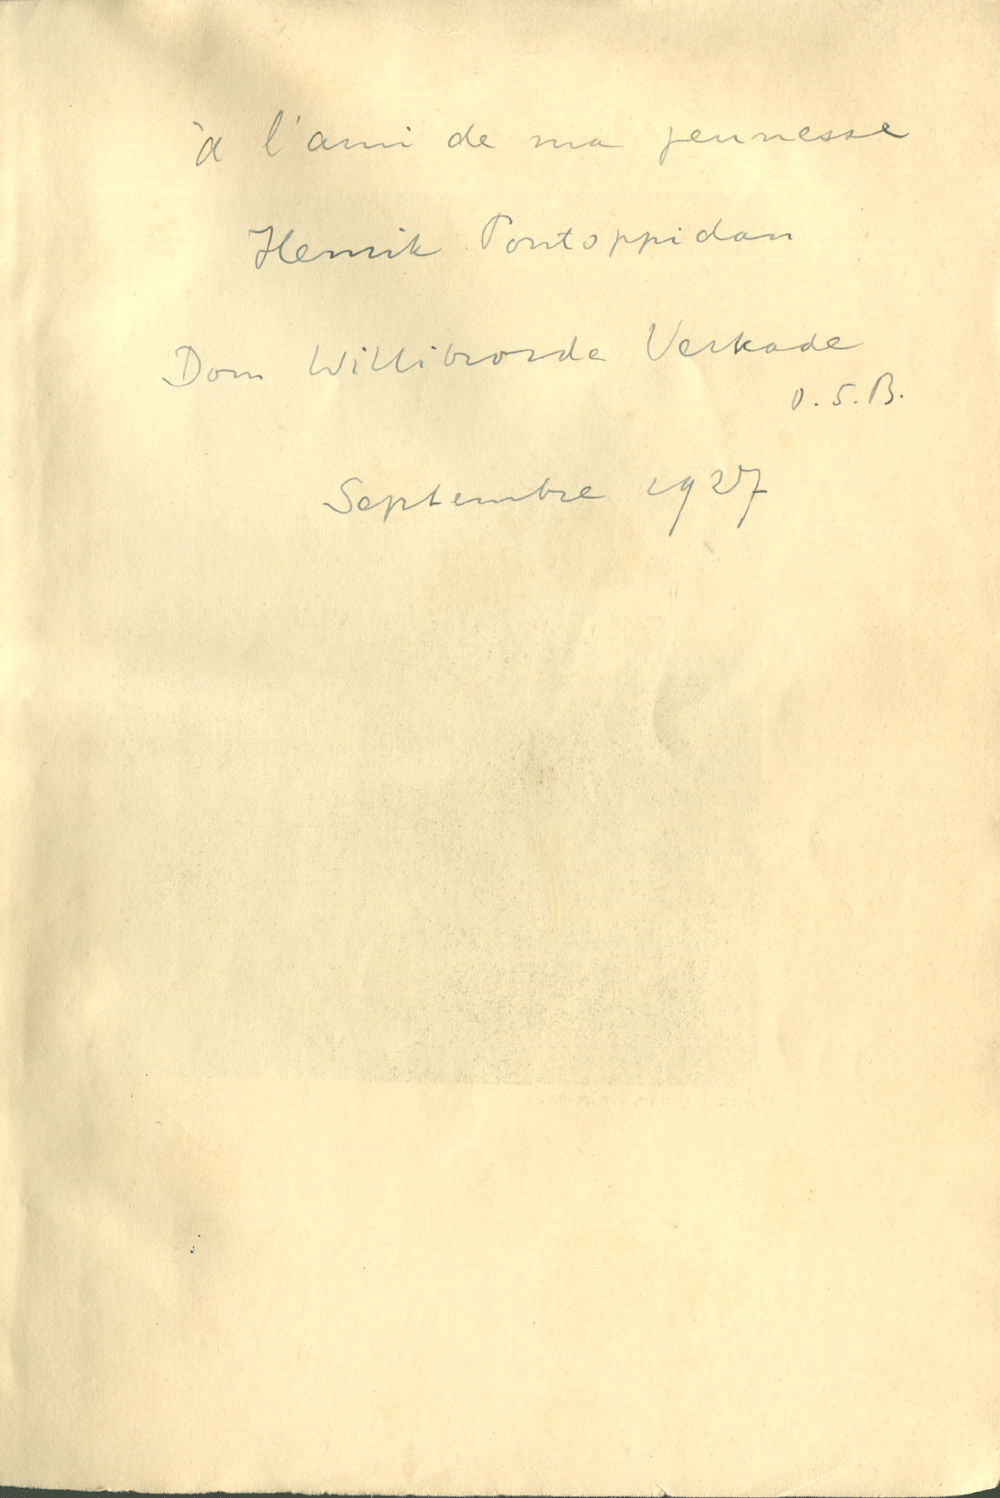 à l'ami de ma jeunesse
Henrik Pontoppidan
Dom Willibrorde Verkade
O.S.B.
Septembre 1927